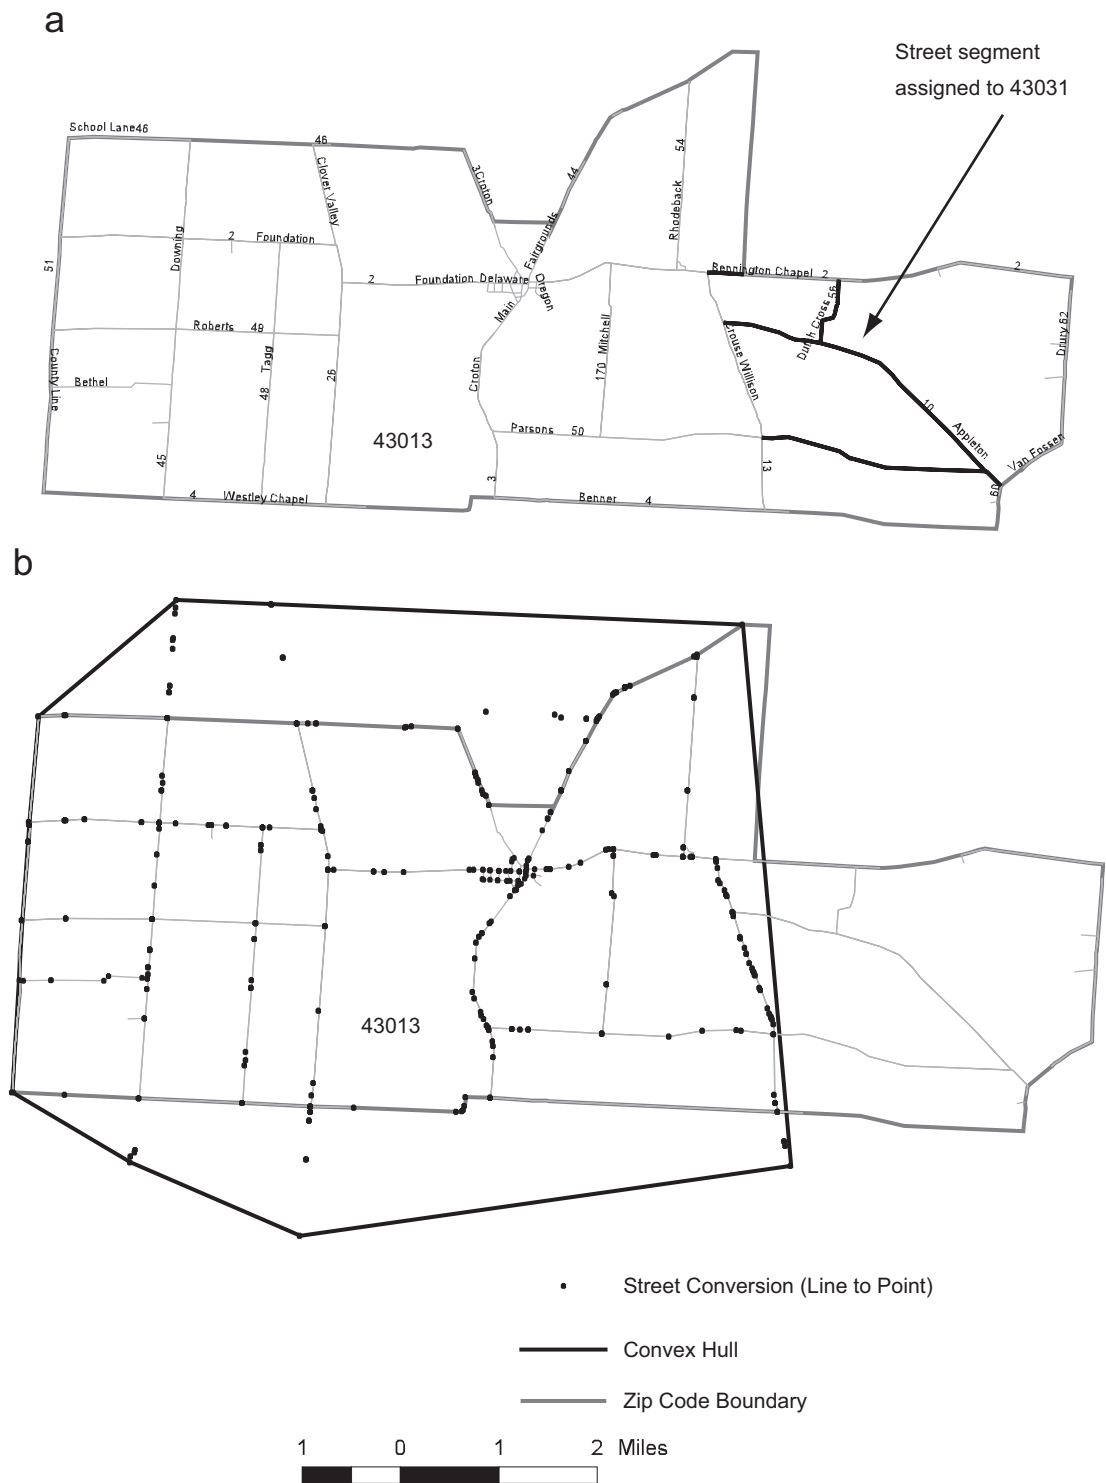 a
Street segment
assigned to 43031
School Lane46
46
Clover Valley
3
Croton
44
54
Rhodeback
Fairgrounds
51
Downing
2 Foundation
2
Foundation Delaware
Oregon
Main
Bennington Chapel 2
2
Dutch Cross 56
Drury 62
Roberts 49
Tagg
48
26
Croton
170 Mitchell
Crouse Willison
County Line
Bethel
45
43013
Parsons 50
10
Appleton
Van Fossen
13
3
4 Westley Chapel
Benner 4
60
b
43013
Street Conversion (Line to Point)
Convex Hull
Zip Code Boundary
1 0 1 2 Miles